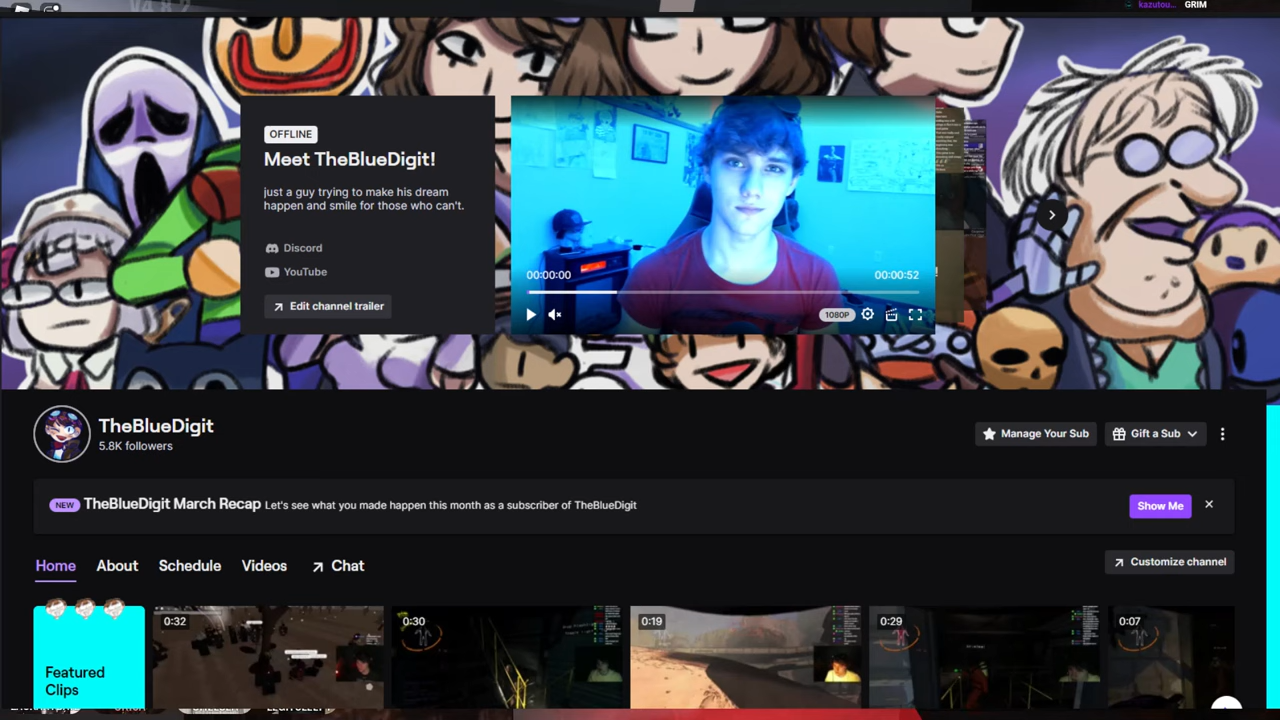 kazutou... GRIM
OFFLINE
Meet TheBlueDigit!
just a guy trying to make his dream
happen and smile for those who can't.
Discord
YouTube
Edit channel trailer
00:00:00
00:00:52
1080P
TheBlueDigit
5.8K followers
Manage Your Sub
Gift a Sub
NEW TheBlueDigit March Recap Let's see what you made happen this month as a subscriber of TheBlueDigit
Show Me
Home About Schedule Videos Chat
Customize channel
0:32
0:30
0:19
0:29
0:07
Featured
Clips